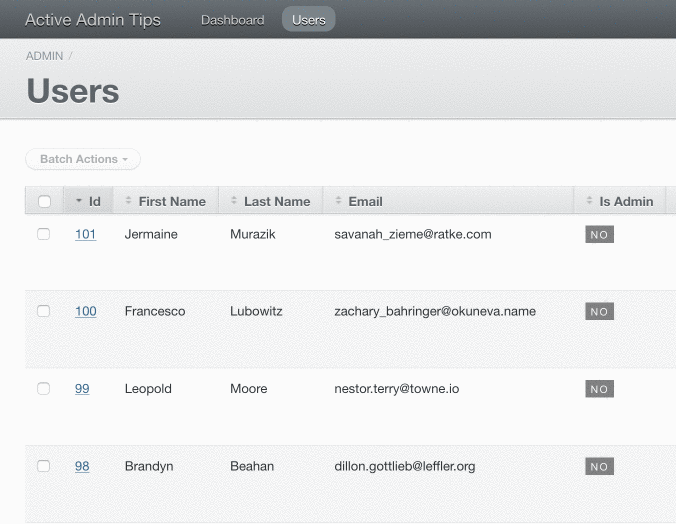 Active Admin Tips Dashboard Users
ADMIN /
Users
Batch Actions
Id First Name Last Name Email Is Admin
101 Jermaine Murazik savanah_zieme@ratke.com NO
100 Francesco Lubowitz zachary_bahringer@okuneva.name NO
99 Leopold Moore nestor.terry@towne.io NO
98 Brandyn Beahan dillon.gottlieb@leffler.org NO